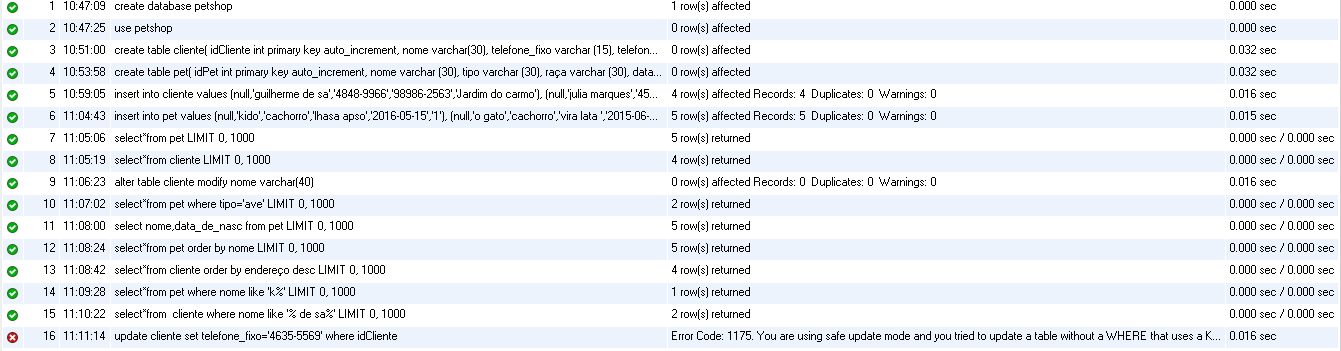 1 10:47:09 create database petshop 1 row(s) affected 0.000 sec
2 10:47:25 use petshop 0 row(s) affected 0.000 sec
3 10:51:00 create table cliente( idCliente int primary key auto_increment, nome varchar(30), telefone_fixo varchar (15), telefon... 0 row(s) affected 0.032 sec
4 10:53:58 create table pet( idPet int primary key auto_increment, nome varchar (30), tipo varchar (30), raça varchar (30), data... 0 row(s) affected 0.032 sec
5 10:59:05 insert into cliente values (null,'guilherme de sa','4848-9966','98986-2563','Jardim do carmo'), (null,'julia marques','45... 4 row(s) affected Records: 4 Duplicates: 0 Warnings: 0 0.016 sec
6 11:04:43 insert into pet values (null,'kido','cachorro','lhasa apso','2016-05-15','1'), (null,'o gato','cachorro','vira lata ','2015-06-... 5 row(s) affected Records: 5 Duplicates: 0 Warnings: 0 0.015 sec
7 11:05:06 select*from pet LIMIT 0, 1000 5 row(s) returned 0.000 sec / 0.000 sec
8 11:05:19 select*from cliente LIMIT 0, 1000 4 row(s) returned 0.000 sec / 0.000 sec
9 11:06:23 alter table cliente modify nome varchar(40) 0 row(s) affected Records: 0 Duplicates: 0 Warnings: 0 0.016 sec
10 11:07:02 select*from pet where tipo='ave' LIMIT 0, 1000 2 row(s) returned 0.000 sec / 0.000 sec
11 11:08:00 select nome,data_de_nasc from pet LIMIT 0, 1000 5 row(s) returned 0.000 sec / 0.000 sec
12 11:08:24 select*from pet order by nome LIMIT 0, 1000 5 row(s) returned 0.000 sec / 0.000 sec
13 11:08:42 select*from cliente order by endereço desc LIMIT 0, 1000 4 row(s) returned 0.000 sec / 0.000 sec
14 11:09:28 select*from pet where nome like 'k%' LIMIT 0, 1000 1 row(s) returned 0.000 sec / 0.000 sec
15 11:10:22 select*from cliente where nome like '% de sa%' LIMIT 0, 1000 2 row(s) returned 0.000 sec / 0.000 sec
16 11:11:14 update cliente set telefone_fixo='4635-5569' where idCliente Error Code: 1175. You are using safe update mode and you tried to update a table without a WHERE that uses a K... 0.016 sec